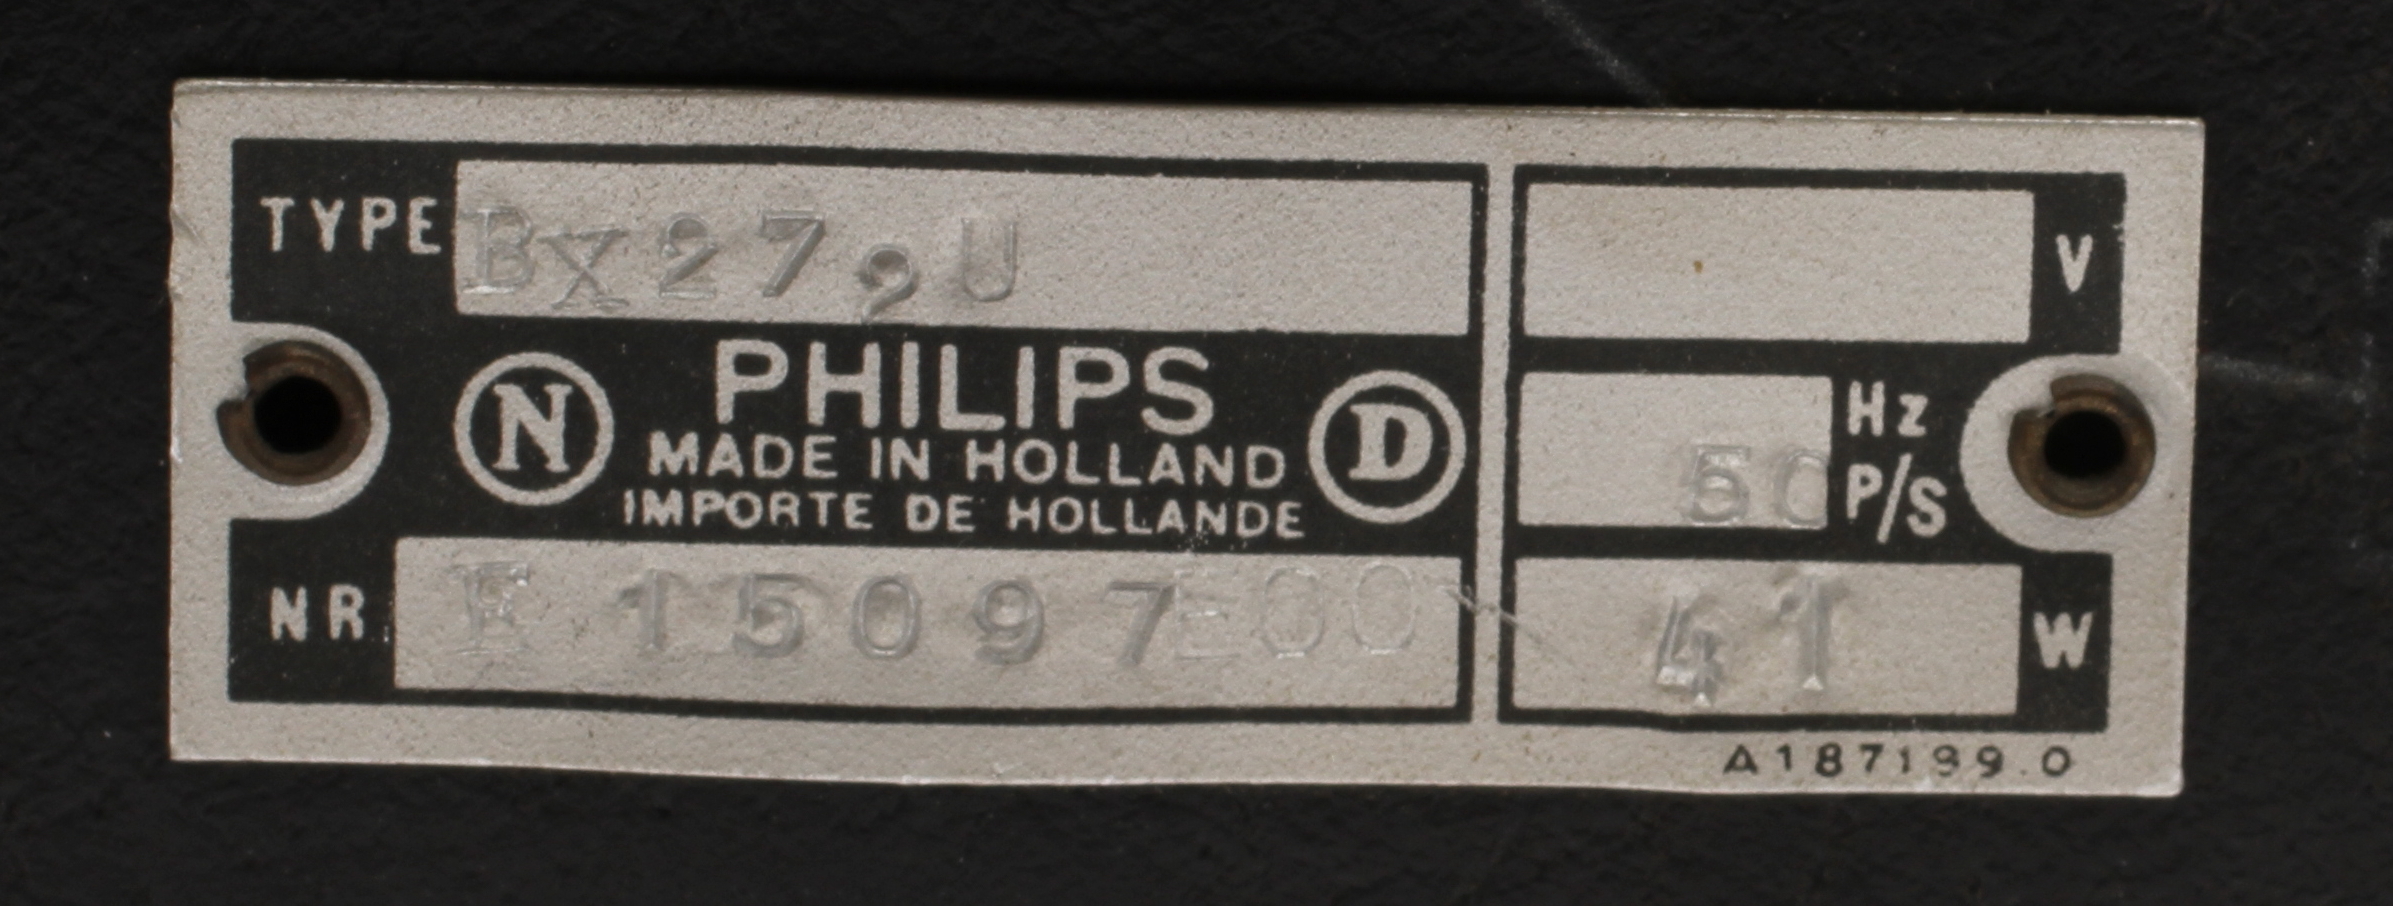 TYPE BX272U
V
N PHILIPS D
MADE IN HOLLAND
IMPORTE DE HOLLANDE
50 Hz P/S
NR E 15097E00
41 W
A187199.0